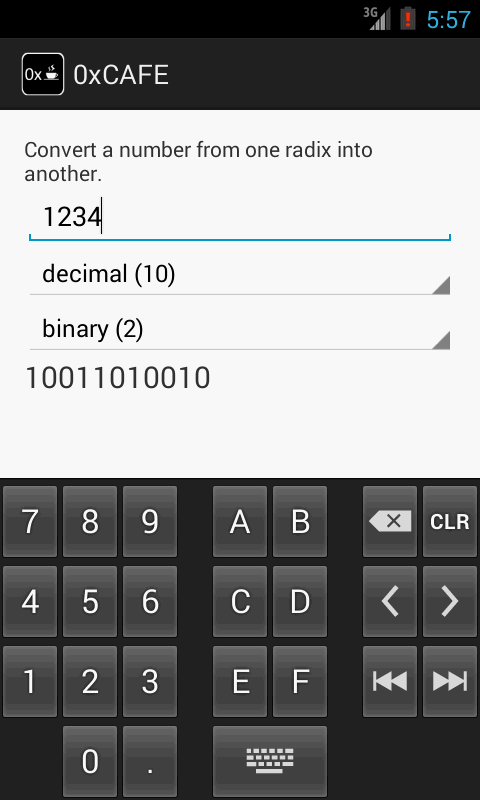 3G 5:57
0x 0xCAFE
Convert a number from one radix into
another.
1234
decimal (10)
binary (2)
10011010010
7 8 9 A B CLR
4 5 6 C D
1 2 3 E F
0 .